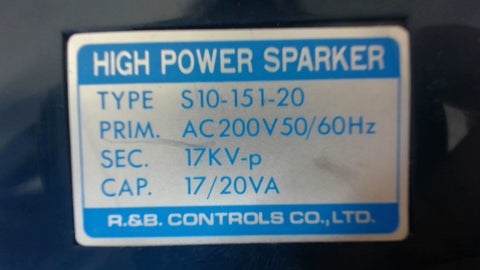 HIGH POWER SPARKER
TYPE S10-151-20
PRIM. AC200V50/60Hz
SEC. 17KV-p
CAP. 17/20VA
R.&B. CONTROLS CO.,LTD.